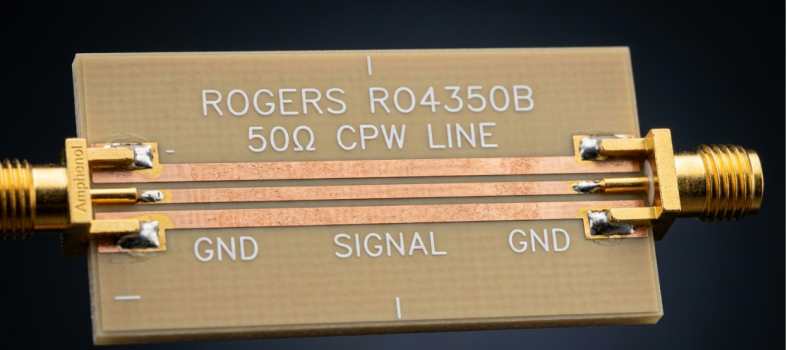 ROGERS RO4350B
50Ω CPW LINE
Amphenol
GND SIGNAL GND